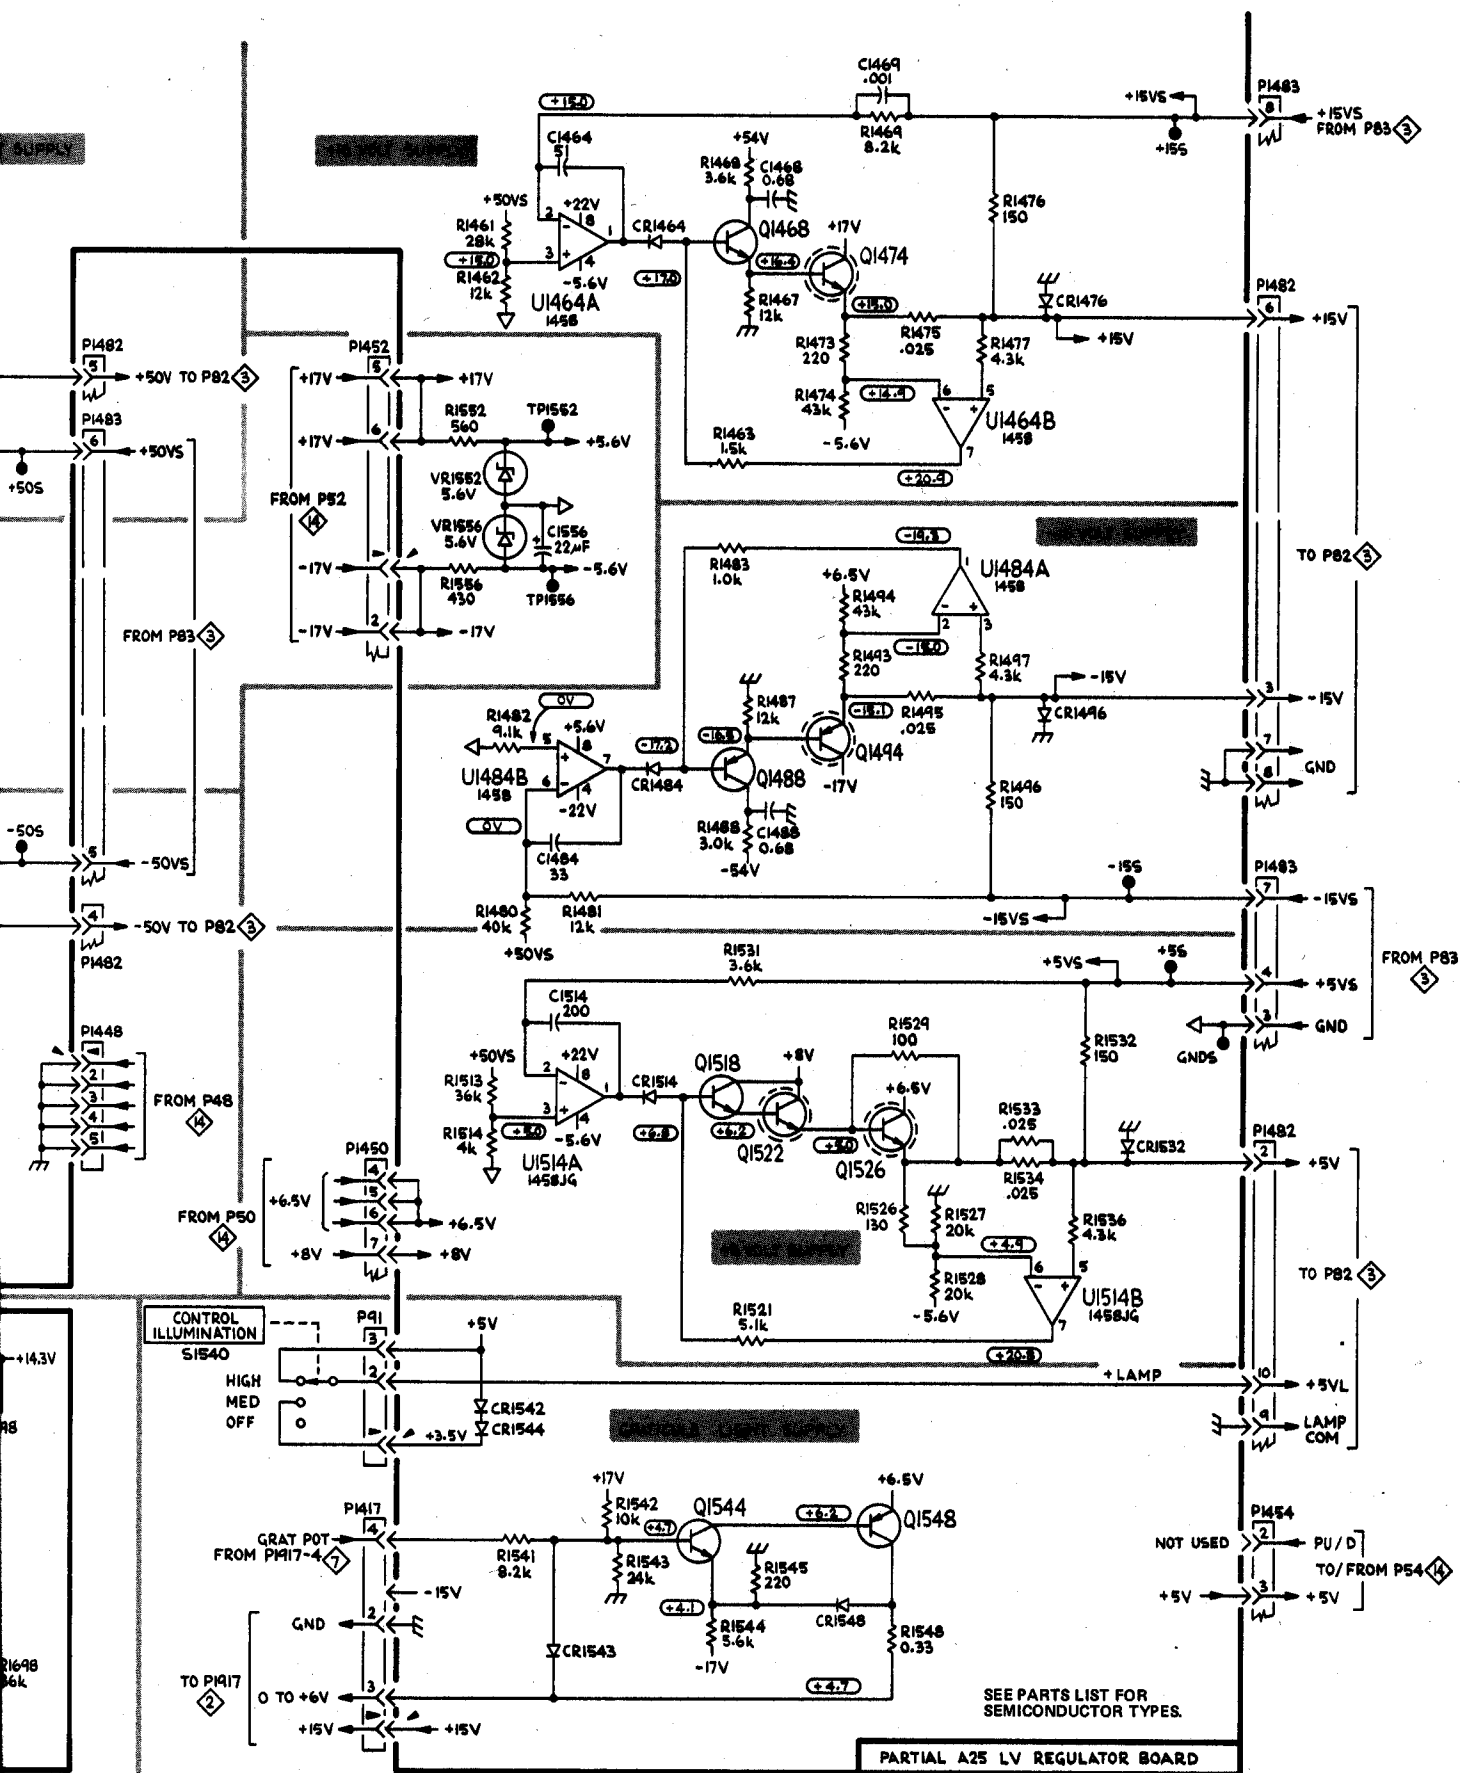 SUPPLY
+15 VOLT SUPPLY
+15.0
C1469
.001
R1469
8.2k
+15VS
+15S
P1483
8
+15VS
FROM P83 3
C1464
51
+50VS
R1461
28k
+15.0
R1462
12k
+22V
2
8
1
3
4
-5.6V
U1464A
1458
CR1464
+17.0
+54V
R1468
3.6k
C1468
0.68
Q1468
+16.4
R1467
12k
+17V
Q1474
+15.0
R1475
.025
R1476
150
CR1476
+15V
P1482
6
+15V
R1473
220
R1477
4.3k
R1474
43k
+14.9
-5.6V
6
5
U1464B
1458
7
R1463
1.5k
+20.9
P1482
5
+50V TO P82 3
P1483
6
+50VS
+50S
P1452
5
+17V
+17V
6
+17V
R1552
560
TP1552
+5.6V
VR1552
5.6V
FROM P52
14
VR1556
5.6V
C1556
22µF
-17V
R1556
430
-5.6V
TP1556
-17V
2
-17V
FROM P83 3
R1483
1.0k
U1484A
1458
1
+6.5V
R1494
43k
2
3
-15.0
R1493
220
R1497
4.3k
TO P82 3
R1482
9.1k
0V
+5.6V
5
8
7
6
4
-22V
U1484B
1458
0V
-17.2
CR1484
R1487
12k
Q1488
-15.1
R1495
.025
Q1494
-17V
-15V
CR1496
3
-15V
7
GND
8
R1496
150
R1488
3.0k
C1488
0.68
-54V
C1484
33
-50S
5
-50VS
4
-50V TO P82 3
P1482
R1480
40k
+50VS
R1481
12k
-15S
-15VS
P1483
7
-15VS
R1531
3.6k
+5VS
+5S
4
+5VS
FROM P83
3
3
GND
GNDS
C1514
200
+50VS
R1513
36k
R1514
4k
+5.0
+22V
2
8
1
3
4
-5.6V
U1514A
1458JG
CR1514
+6.8
Q1518
+8V
+6.2
Q1522
+5.0
R1529
100
+6.5V
Q1526
R1532
150
R1533
.025
R1534
.025
CR1532
P1482
2
+5V
P1448
2
3
4
5
FROM P48
14
P1450
4
15
16
7
+6.5V
FROM P50
14
+6.5V
+8V
+8V
R1526
130
R1527
20k
+4.9
R1528
20k
-5.6V
R1536
4.3k
6
5
U1514B
1458JG
7
+5 VOLT SUPPLY
R1521
5.1k
+20.8
TO P82 3
CONTROL
ILLUMINATION
S1540
HIGH
MED
OFF
P91
3
2
+5V
CR1542
CR1544
+3.5V
+LAMP
10
+5VL
9
LAMP
COM
+14.3V
GRATICULE LIGHT SUPPLY
P1417
4
GRAT POT
FROM P1917-4 7
R1541
8.2k
+17V
R1542
10k
R1543
24k
+4.7
Q1544
+6.2
+6.5V
Q1548
R1545
220
+4.1
CR1548
R1544
5.6k
-17V
R1548
0.33
CR1543
+4.7
-15V
2
GND
TO P1917
2
3
0 TO +6V
+15V
+15V
P1454
NOT USED
2
PU/D
TO/FROM P54 14
+5V
3
+5V
SEE PARTS LIST FOR
SEMICONDUCTOR TYPES.
PARTIAL A25 LV REGULATOR BOARD